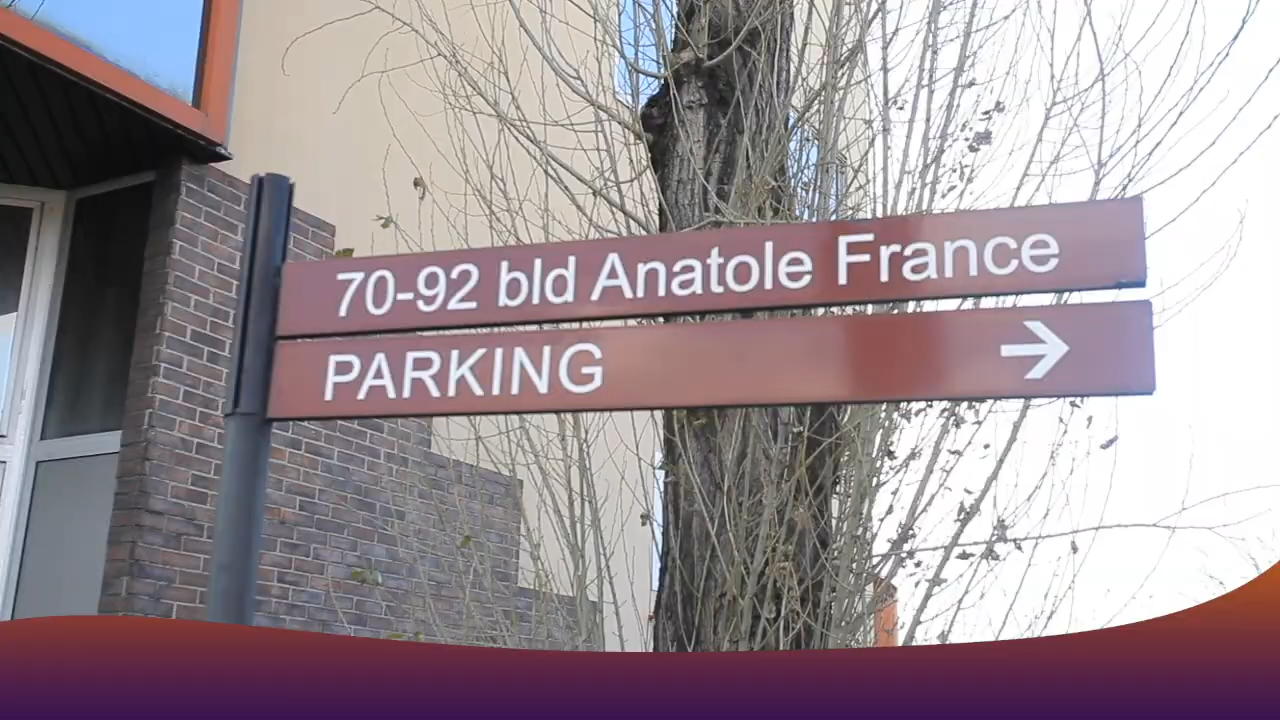 70-92 bld Anatole France
PARKING →